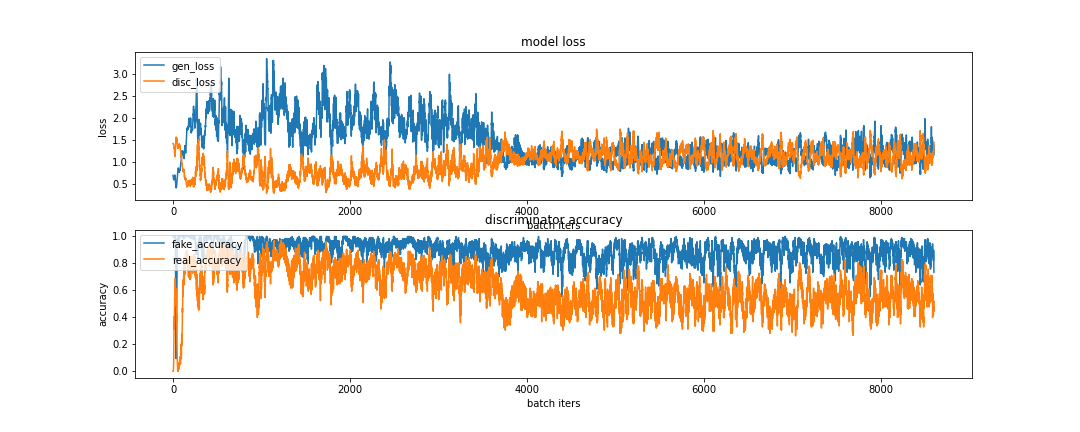 model loss
gen_loss
disc_loss
loss
3.0
2.5
2.0
1.5
1.0
0.5
0 2000 4000 6000 8000
batch iters
discriminator accuracy
fake_accuracy
real_accuracy
accuracy
1.0
0.8
0.6
0.4
0.2
0.0
0 2000 4000 6000 8000
batch iters